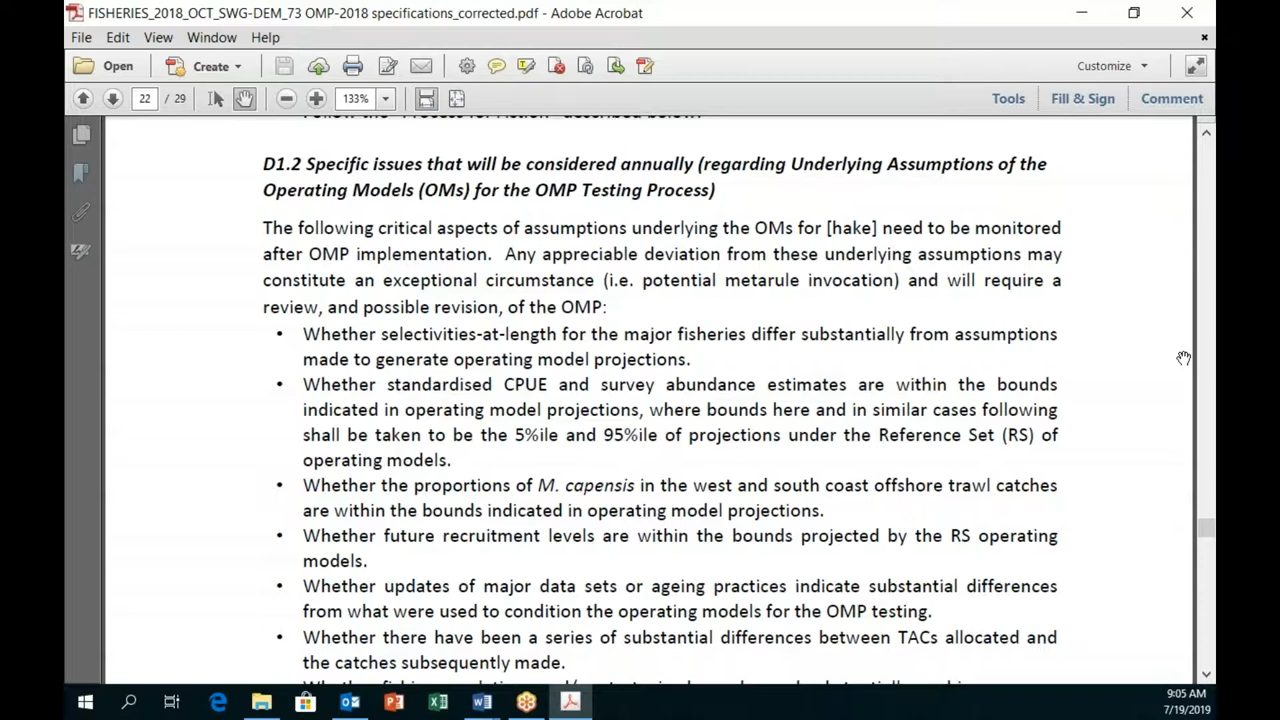 FISHERIES_2018_OCT_SWG-DEM_73 OMP-2018 specifications_corrected.pdf - Adobe Acrobat
File Edit View Window Help
Open Create Customize
22 / 29 133% Tools Fill & Sign Comment
D1.2 Specific issues that will be considered annually (regarding Underlying Assumptions of the
Operating Models (OMs) for the OMP Testing Process)
The following critical aspects of assumptions underlying the OMs for [hake] need to be monitored
after OMP implementation. Any appreciable deviation from these underlying assumptions may
constitute an exceptional circumstance (i.e. potential metarule invocation) and will require a
review, and possible revision, of the OMP:
• Whether selectivities-at-length for the major fisheries differ substantially from assumptions
made to generate operating model projections.
• Whether standardised CPUE and survey abundance estimates are within the bounds
indicated in operating model projections, where bounds here and in similar cases following
shall be taken to be the 5%ile and 95%ile of projections under the Reference Set (RS) of
operating models.
• Whether the proportions of M. capensis in the west and south coast offshore trawl catches
are within the bounds indicated in operating model projections.
• Whether future recruitment levels are within the bounds projected by the RS operating
models.
• Whether updates of major data sets or ageing practices indicate substantial differences
from what were used to condition the operating models for the OMP testing.
• Whether there have been a series of substantial differences between TACs allocated and
the catches subsequently made.
9:05 AM
7/19/2019